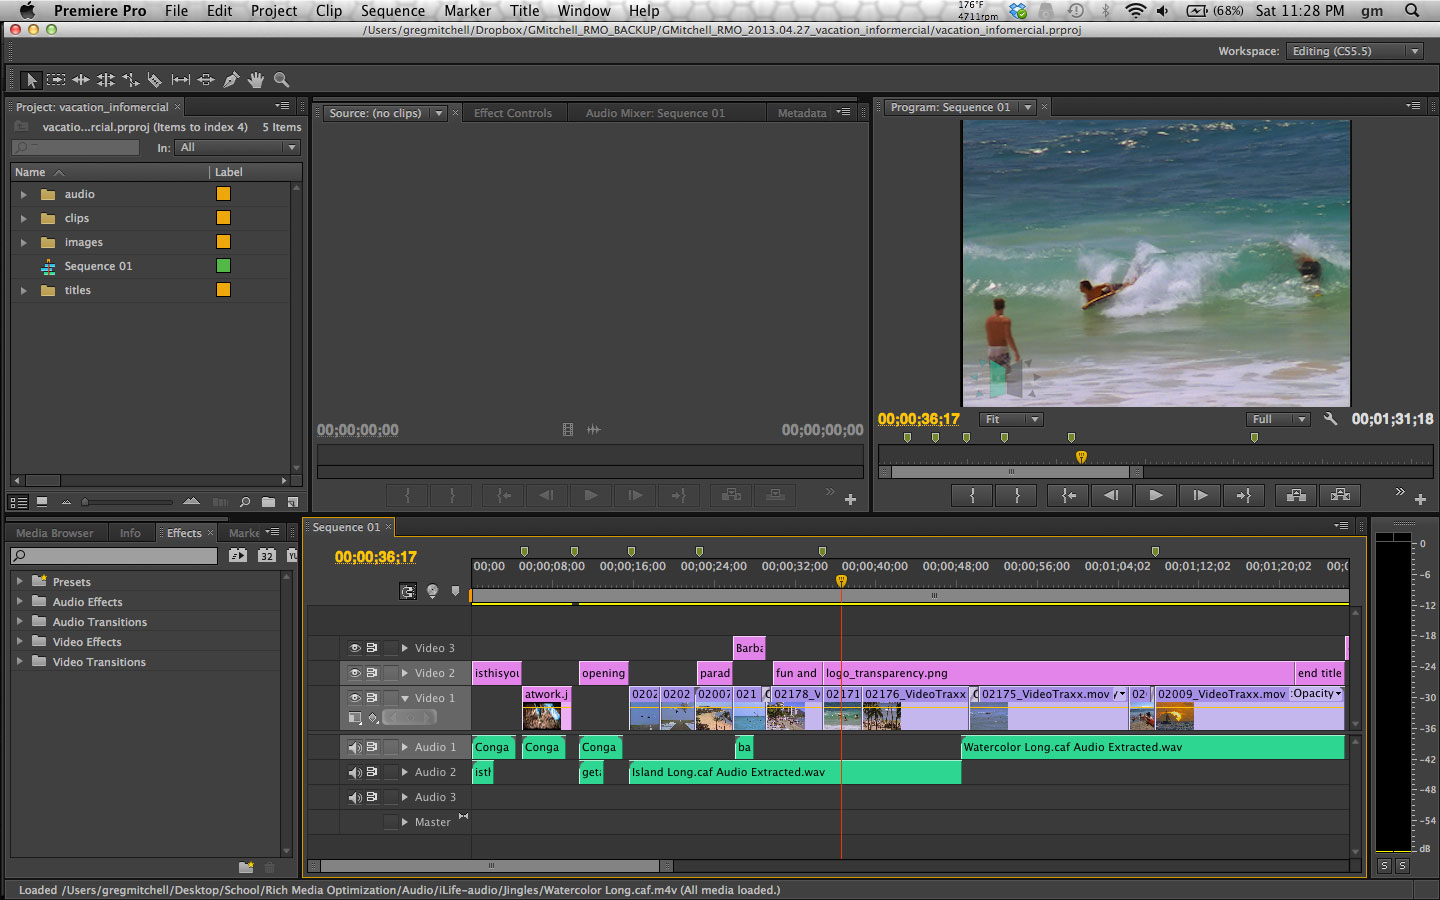 Premiere Pro File Edit Project Clip Sequence Marker Title Window Help 176°F 4711rpm (68%) Sat 11:28 PM gm
/Users/gregmitchell/Dropbox/GMitchell_RMO_BACKUP/GMitchell_RMO_2013.04.27_vacation_informercial/vacation_infomercial.prproj
Workspace: Editing (CS5.5)
Project: vacation_infomercial
vacatio...rcial.prproj (Items to index 4) 5 Items
In: All
Name Label
audio
clips
images
Sequence 01
titles
Source: (no clips) Effect Controls Audio Mixer: Sequence 01 Metadata
00;00;00;00 00;00;00;00
Program: Sequence 01
00;00;36;17 Fit Full 00;01;31;18
Media Browser Info Effects Marke
32 YU
Presets
Audio Effects
Audio Transitions
Video Effects
Video Transitions
Sequence 01
00;00;36;17
00;00 00;00;08;00 00;00;16;00 00;00;24;00 00;00;32;00 00;00;40;00 00;00;48;00 00;00;56;00 00;01;04;02 00;01;12;02 00;01;20;02 00;0
Video 3 Barba
Video 2 isthisyou opening parad fun and logo_transparency.png end title
Video 1 atwork.j 0202 0202 02007 021 02178_V 02171 02176_VideoTraxx 02175_VideoTraxx.mov 02 02009_VideoTraxx.mov :Opacity
Audio 1 Conga Conga Conga ba Watercolor Long.caf Audio Extracted.wav
Audio 2 isth geta Island Long.caf Audio Extracted.wav
Audio 3
Master
0
-6
-12
-18
-24
-30
-36
-42
-48
-54
dB
S S
Loaded /Users/gregmitchell/Desktop/School/Rich Media Optimization/Audio/iLife-audio/Jingles/Watercolor Long.caf.m4v (All media loaded.)